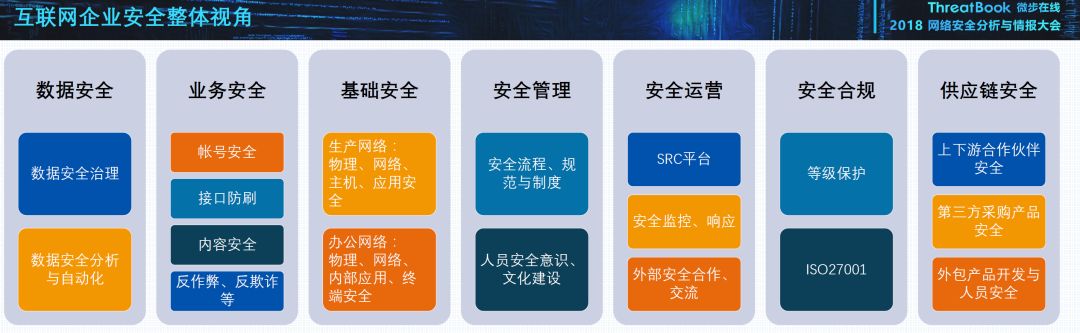 互联网企业安全整体视角
ThreatBook 微步在线
2018 网络安全分析与情报大会
数据安全
数据安全治理
数据安全分析
与自动化
业务安全
帐号安全
接口防刷
内容安全
反作弊、反欺诈
等
基础安全
生产网络：
物理、网络、
主机、应用安
全
办公网络：
物理、网络、
内部应用、终
端安全
安全管理
安全流程、规
范与制度
人员安全意识、
文化建设
安全运营
SRC平台
安全监控、响应
外部安全合作、
交流
安全合规
等级保护
ISO27001
供应链安全
上下游合作伙伴
安全
第三方采购产品
安全
外包产品开发与
人员安全